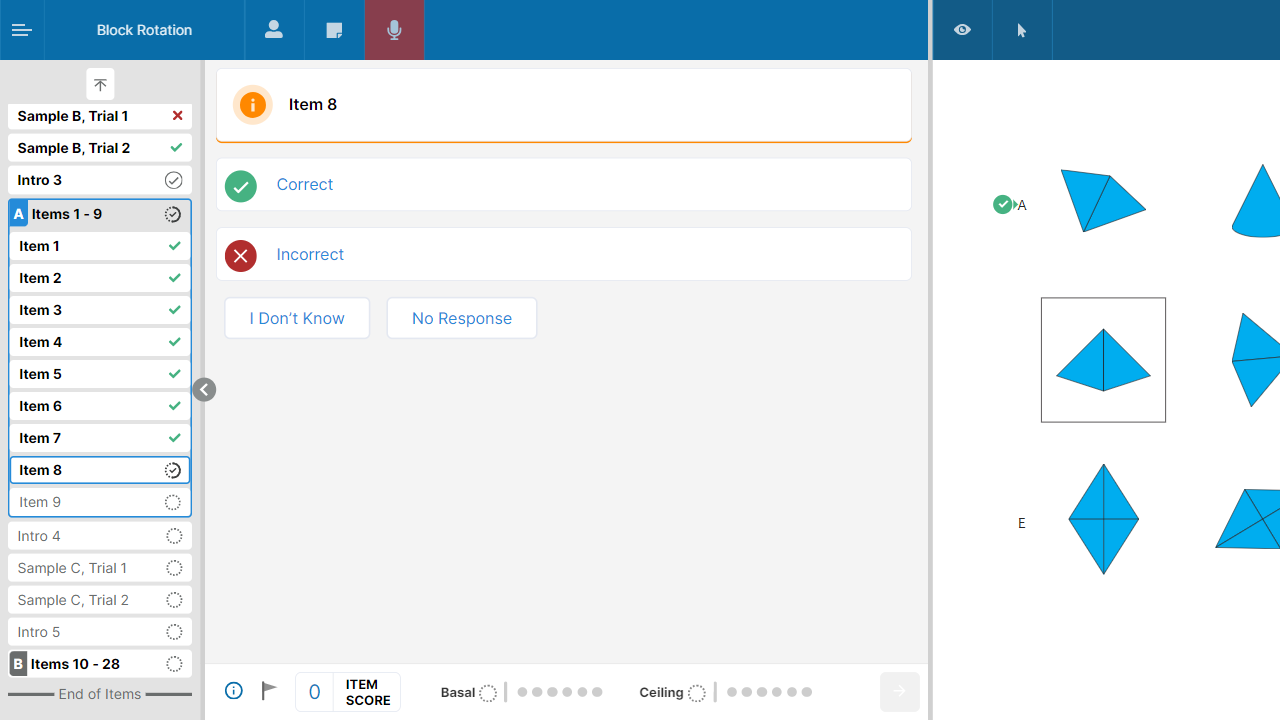 Block Rotation
Sample B, Trial 1
Sample B, Trial 2
Intro 3
A Items 1 - 9
Item 1
Item 2
Item 3
Item 4
Item 5
Item 6
Item 7
Item 8
Item 9
Intro 4
Sample C, Trial 1
Sample C, Trial 2
Intro 5
B Items 10 - 28
End of Items
Item 8
Correct
Incorrect
I Don’t Know
No Response
0
ITEM
SCORE
Basal
Ceiling
A
E